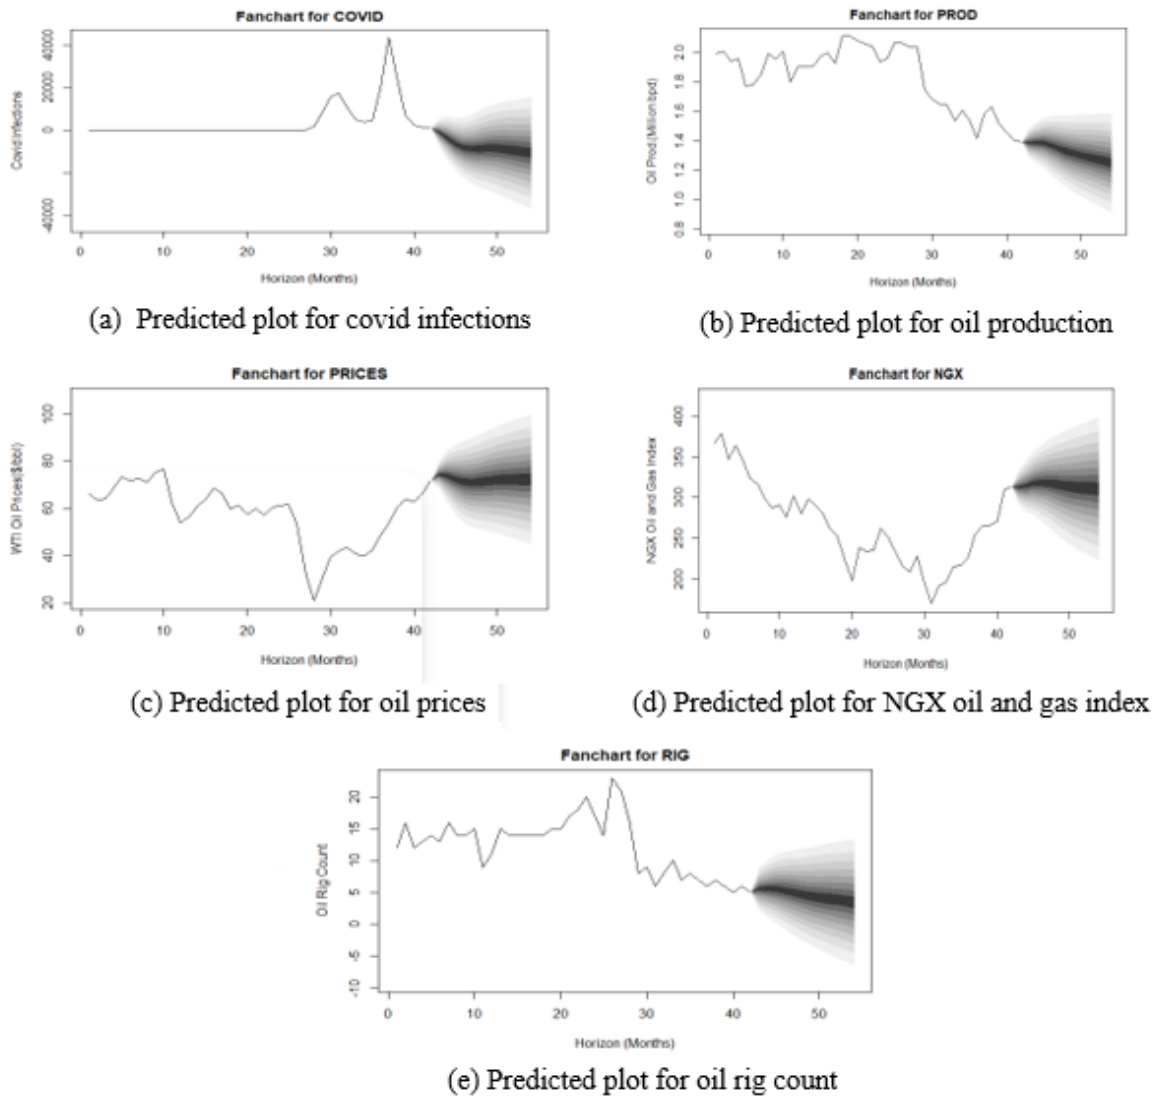 Fanchart for COVID
Covid Infections
40000
20000
0
-40000
0 10 20 30 40 50
Horizon (Months)
(a) Predicted plot for covid infections
Fanchart for PROD
Oil Prod.(Million bpd)
2.0
1.8
1.6
1.4
1.2
1.0
0.8
0 10 20 30 40 50
Horizon (Months)
(b) Predicted plot for oil production
Fanchart for PRICES
WTI Oil Prices($/bbl)
100
80
60
40
20
0 10 20 30 40 50
Horizon (Months)
(c) Predicted plot for oil prices
Fanchart for NGX
NGX Oil and Gas Index
400
350
300
250
200
0 10 20 30 40 50
Horizon (Months)
(d) Predicted plot for NGX oil and gas index
Fanchart for RIG
Oil Rig Count
20
15
10
5
0
-5
-10
0 10 20 30 40 50
Horizon (Months)
(e) Predicted plot for oil rig count